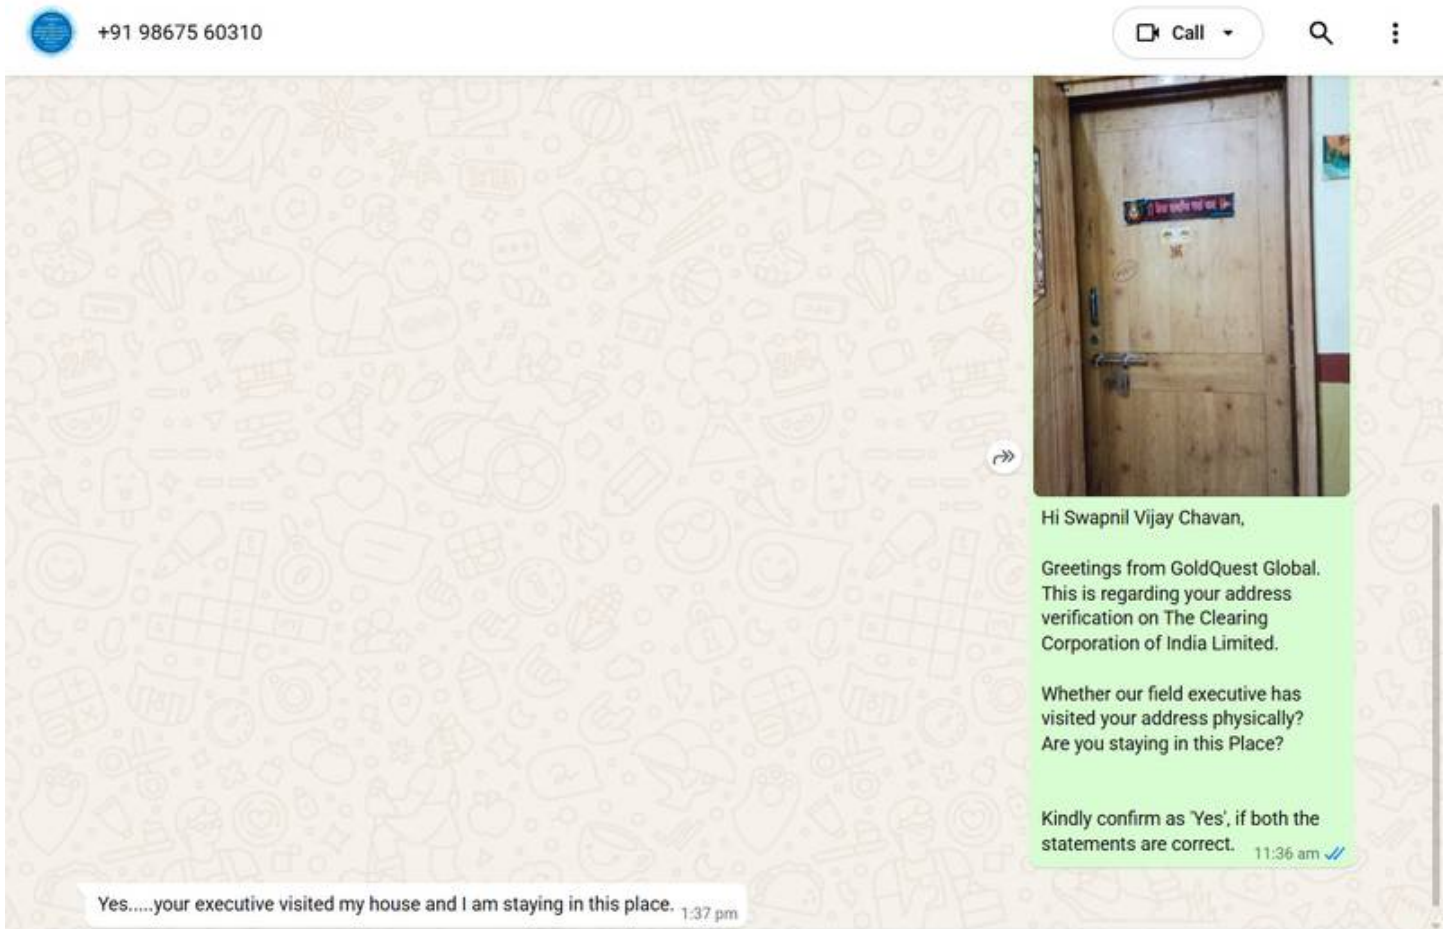 +91 98675 60310
Call
Hi Swapnil Vijay Chavan,
Greetings from GoldQuest Global.
This is regarding your address
verification on The Clearing
Corporation of India Limited.
Whether our field executive has
visited your address physically?
Are you staying in this Place?
Kindly confirm as 'Yes', if both the
statements are correct.
11:36 am
Yes.....your executive visited my house and I am staying in this place.
1:37 pm